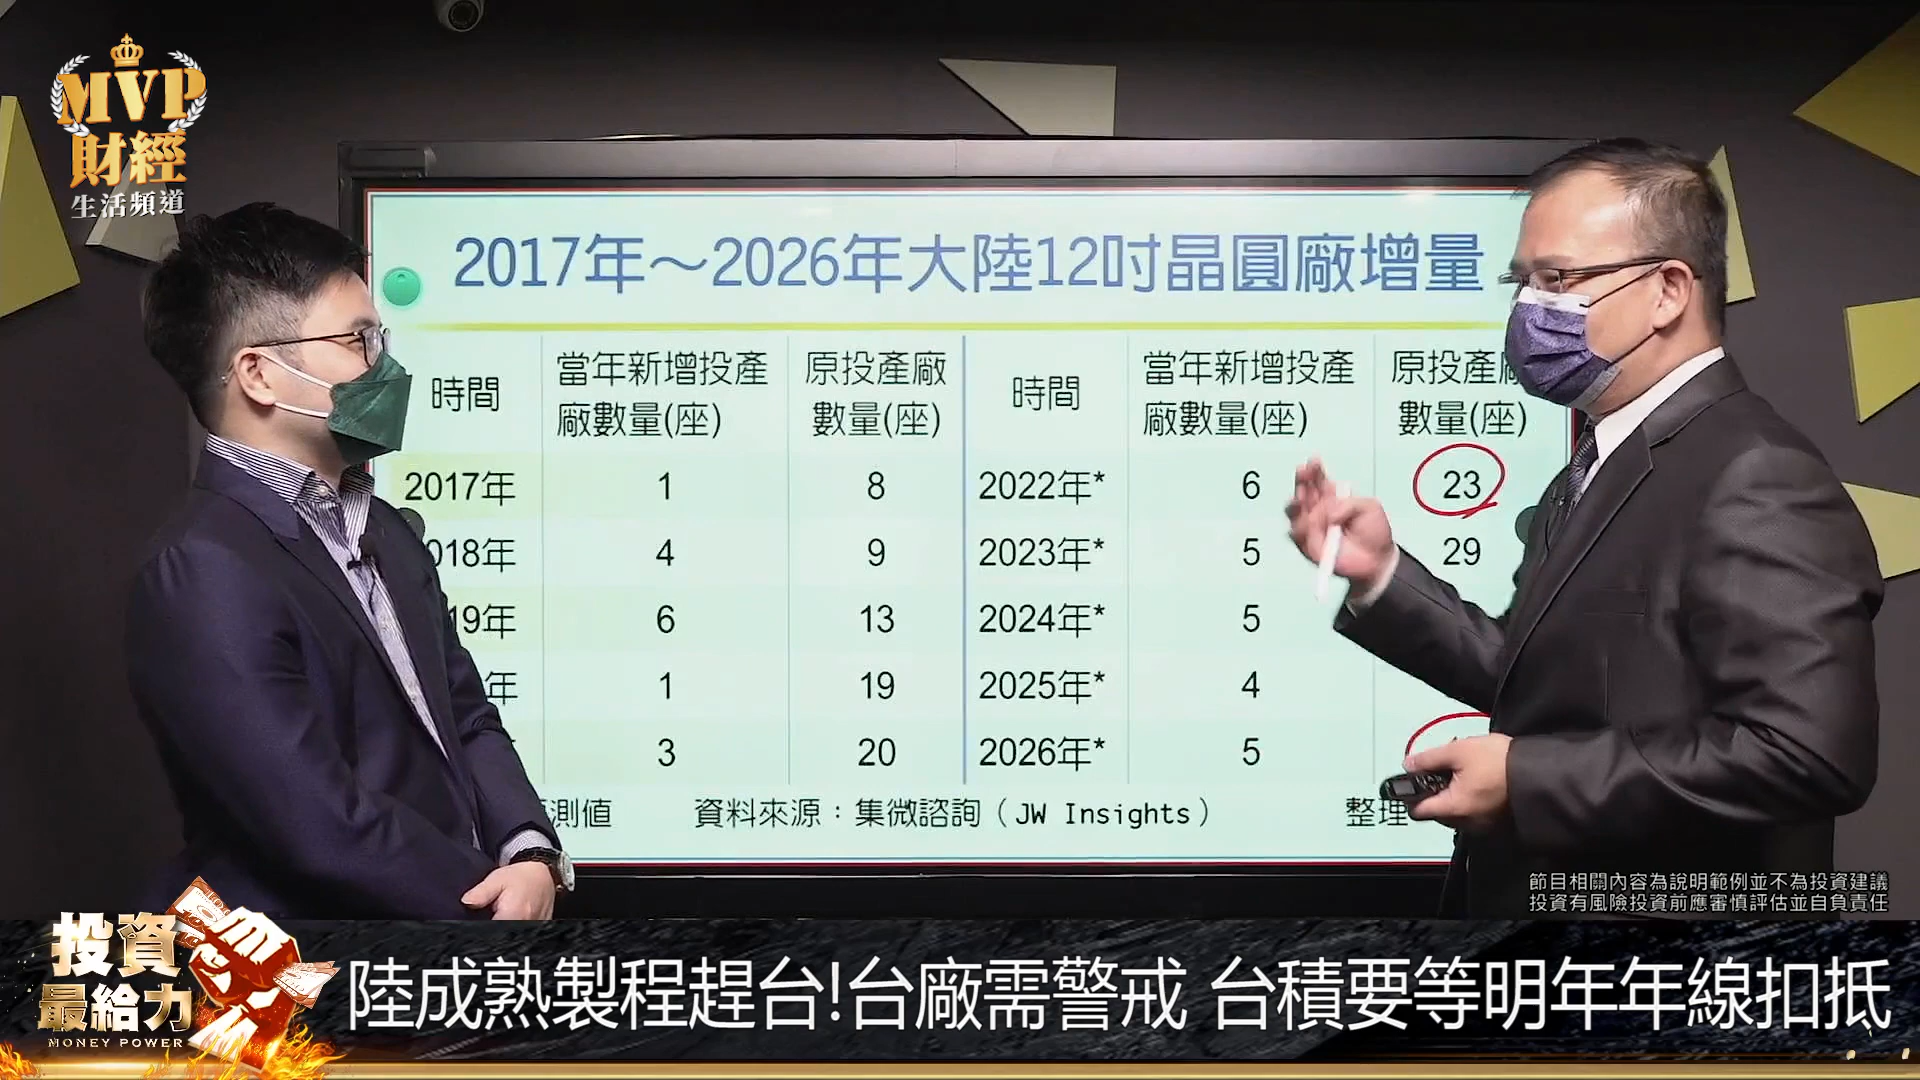 MVP
財經
生活頻道
2017年～2026年大陸12吋晶圓廠增量
時間 當年新增投產廠數量(座) 原投產廠數量(座) 時間 當年新增投產廠數量(座) 原投產廠數量(座)
2017年 1 8 2022年* 6 23
018年 4 9 2023年* 5 29
19年 6 13 2024年* 5
年 1 19 2025年* 4
3 20 2026年* 5
測值 資料來源：集微諮詢（JW Insights） 整理
節目相關內容為說明範例並不為投資建議
投資有風險投資前應審慎評估並自負責任
投資
最給力
MONEY POWER
陸成熟製程趕台!台廠需警戒 台積要等明年年線扣抵